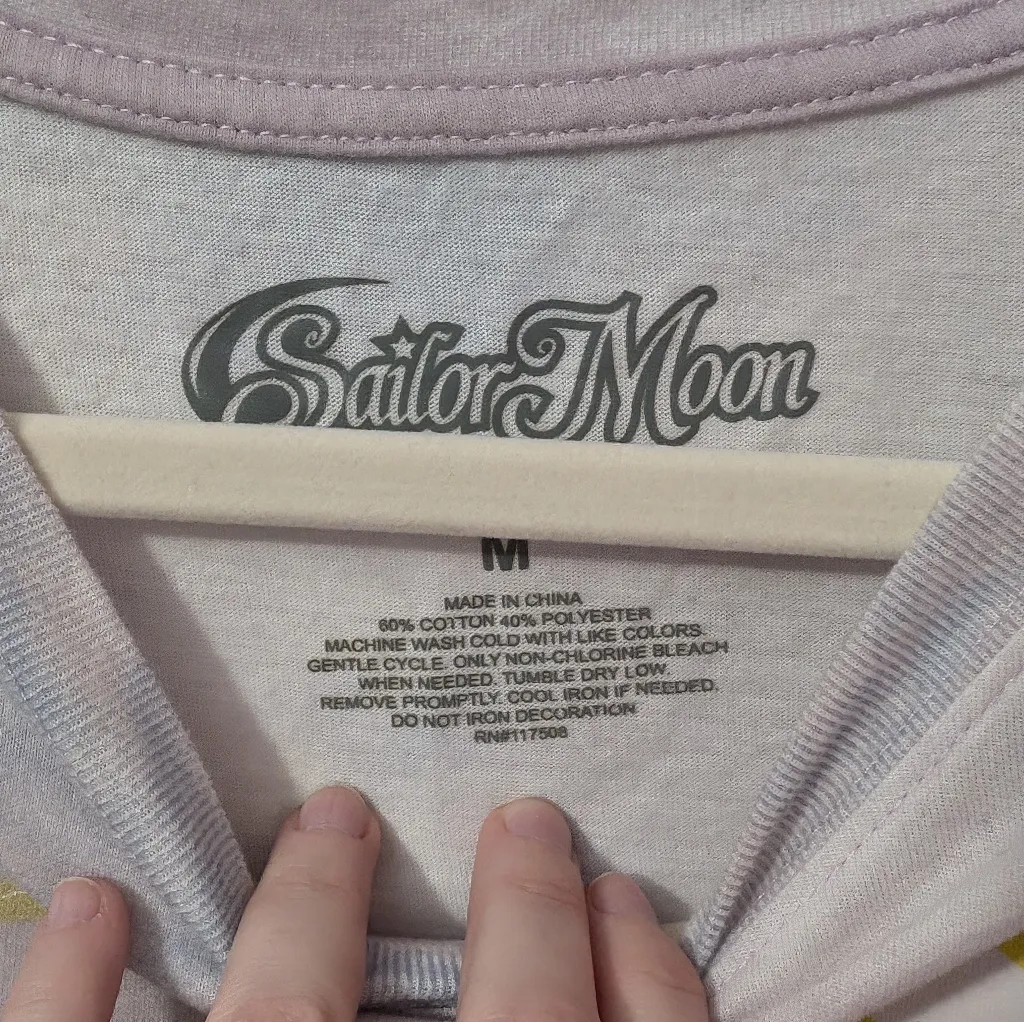 Sailor Moon
M
MADE IN CHINA
60% COTTON 40% POLYESTER
MACHINE WASH COLD WITH LIKE COLORS.
GENTLE CYCLE. ONLY NON-CHLORINE BLEACH
WHEN NEEDED. TUMBLE DRY LOW.
REMOVE PROMPTLY. COOL IRON IF NEEDED.
DO NOT IRON DECORATION
RN#117508